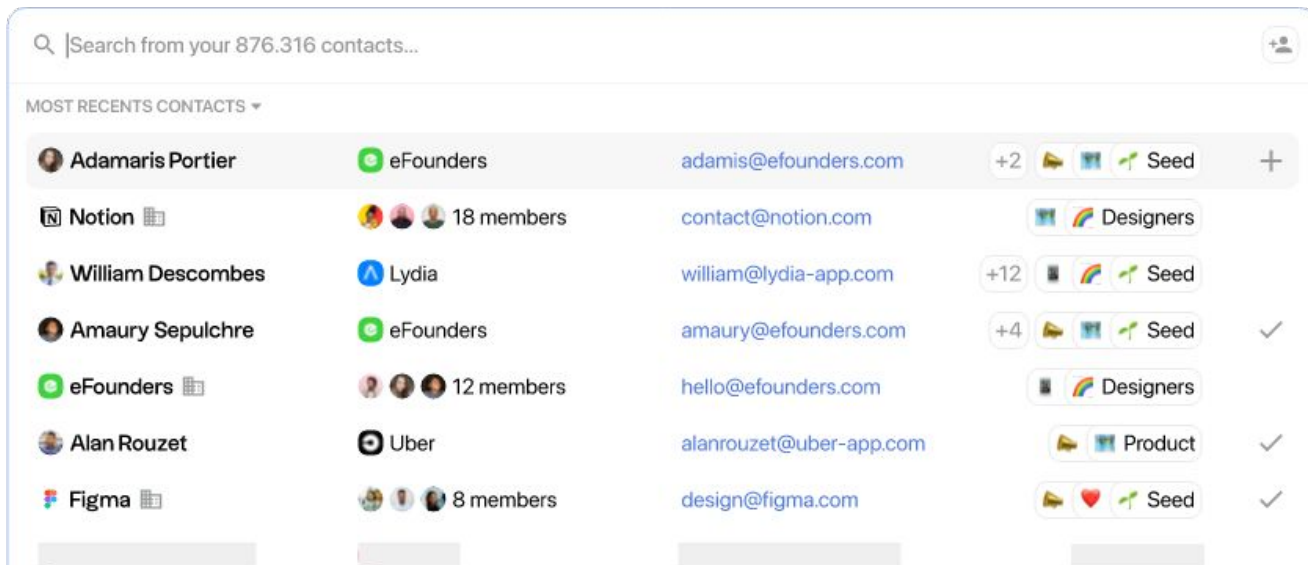 Search from your 876.316 contacts...
MOST RECENTS CONTACTS
Adamaris Portier eFounders adamis@efounders.com +2 Seed
Notion 18 members contact@notion.com Designers
William Descombes Lydia william@lydia-app.com +12 Seed
Amaury Sepulchre eFounders amaury@efounders.com +4 Seed
eFounders 12 members hello@efounders.com Designers
Alan Rouzet Uber alanrouzet@uber-app.com Product
Figma 8 members design@figma.com Seed